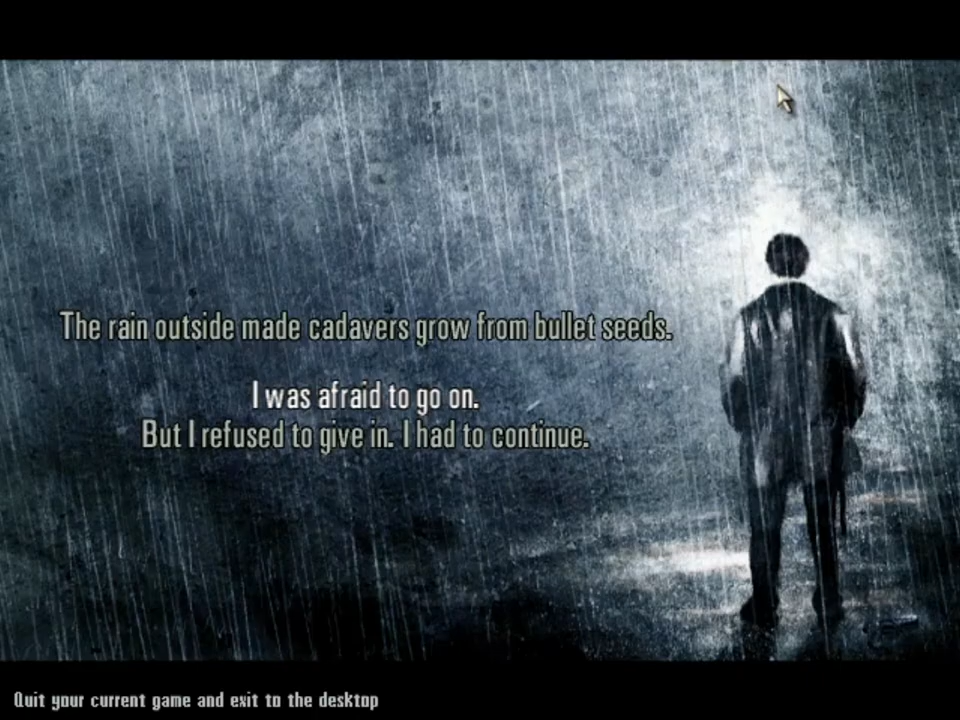 The rain outside made cadavers grow from bullet seeds.
I was afraid to go on.
But I refused to give in. I had to continue.
Quit your current game and exit to the desktop